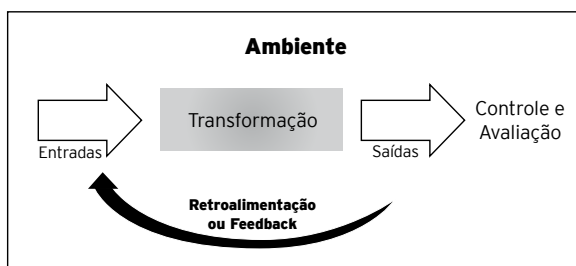 Ambiente
Entradas
Transformação
Saídas
Controle e
Avaliação
Retroalimentação
ou Feedback